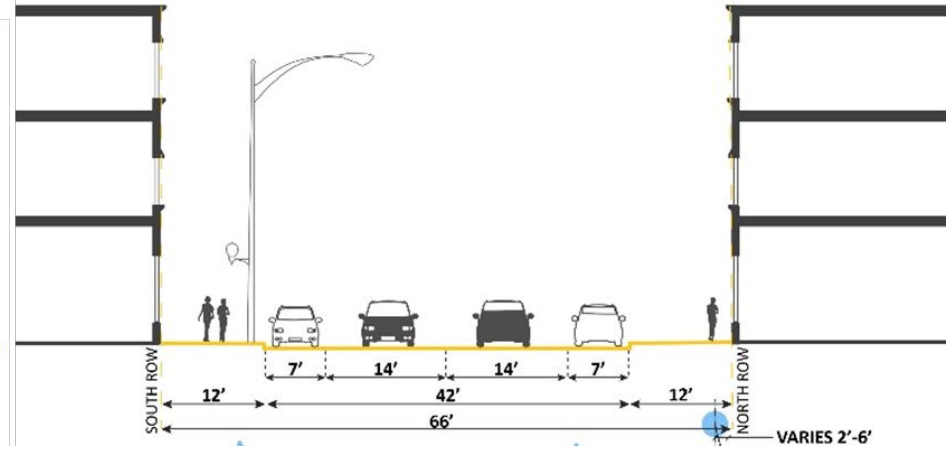 7' 14' 14' 7'
12' 42' 12'
66'
SOUTH ROW
NORTH ROW
VARIES 2'-6'